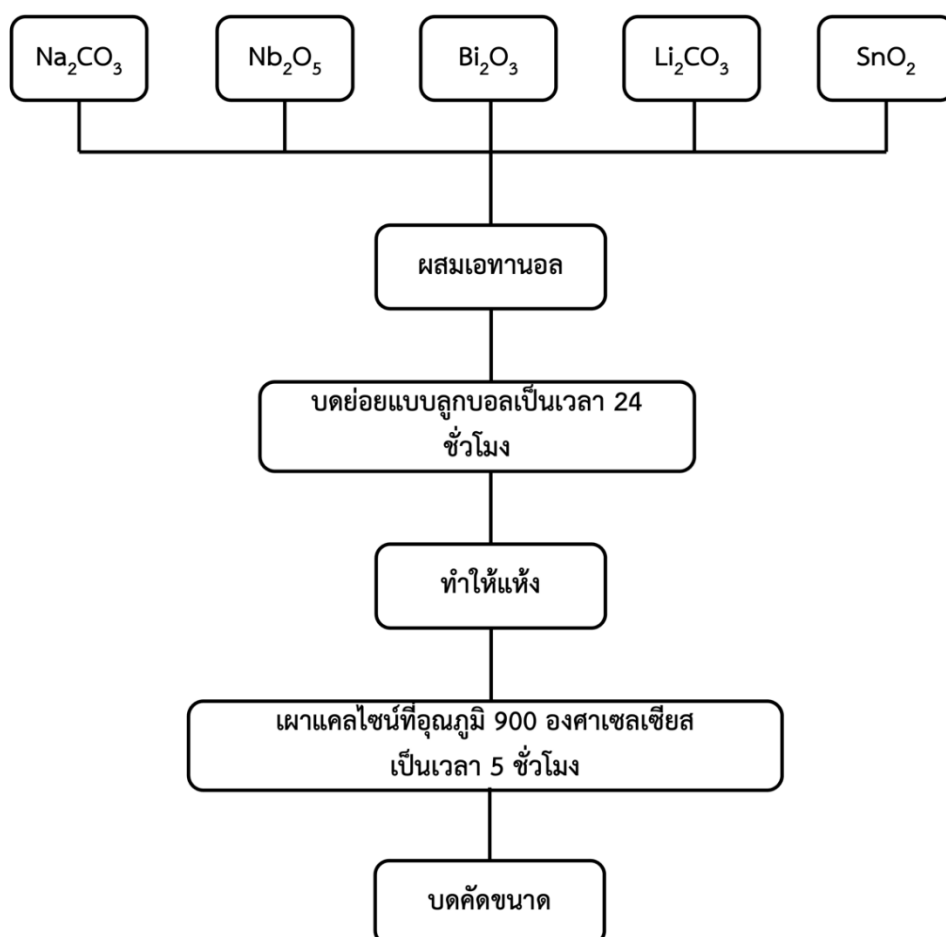 Na₂CO₃ Nb₂O₅ Bi₂O₃ Li₂CO₃ SnO₂
ผสมเอทานอล
บดย่อยแบบลูกบอลเป็นเวลา 24
ชั่วโมง
ทำให้แห้ง
เผาแคลไซน์ที่อุณภูมิ 900 องศาเซลเซียส
เป็นเวลา 5 ชั่วโมง
บดคัดขนาด